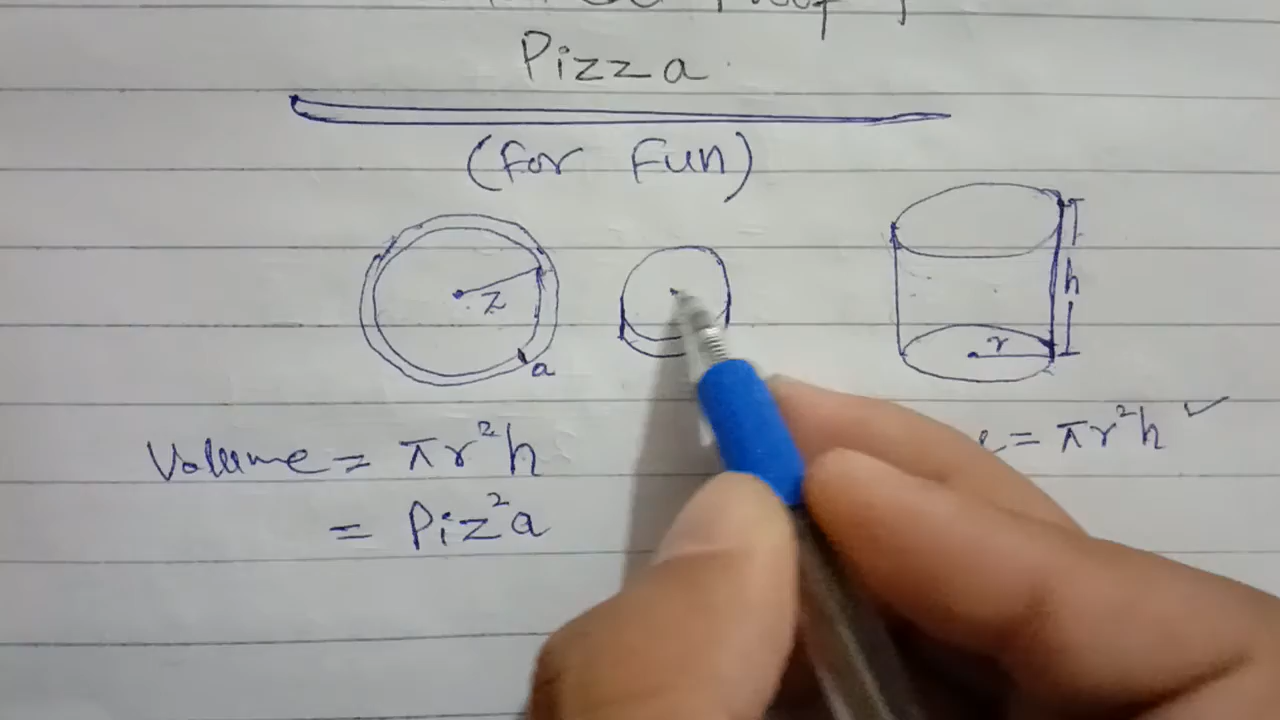 Pizza
(For Fun)
z
a
h
r
Volume = πr²h
= Piz²a
= πr²h ✓